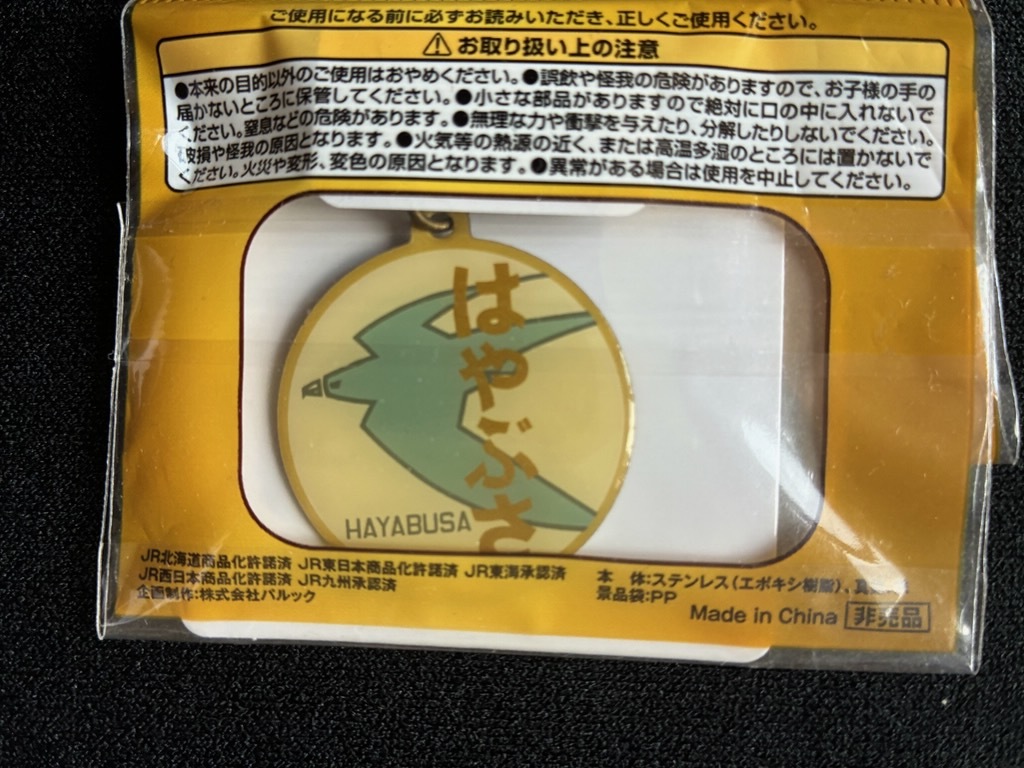 ご使用になる前に必ずお読みいただき、正しくご使用ください。
⚠お取り扱い上の注意
●本来の目的以外のご使用はおやめください。●誤飲や怪我の危険がありますので、お子様の手の
届かないところに保管してください。●小さな部品がありますので絶対に口の中に入れないで
ください。窒息などの危険があります。●無理な力や衝撃を与えたり、分解したりしないでください。
破損や怪我の原因となります。●火気等の熱源の近く、または高温多湿のところには置かないで
ください。火災や変形、変色の原因となります。●異常がある場合は使用を中止してください。
はやぶさ
HAYABUSA
JR北海道商品化許諾済 JR東日本商品化許諾済 JR東海承認済
JR西日本商品化許諾済 JR九州承認済
企画制作:株式会社バルック
本 体:ステンレス(エポキシ樹脂)、
景品袋:PP
Made in China 非売品